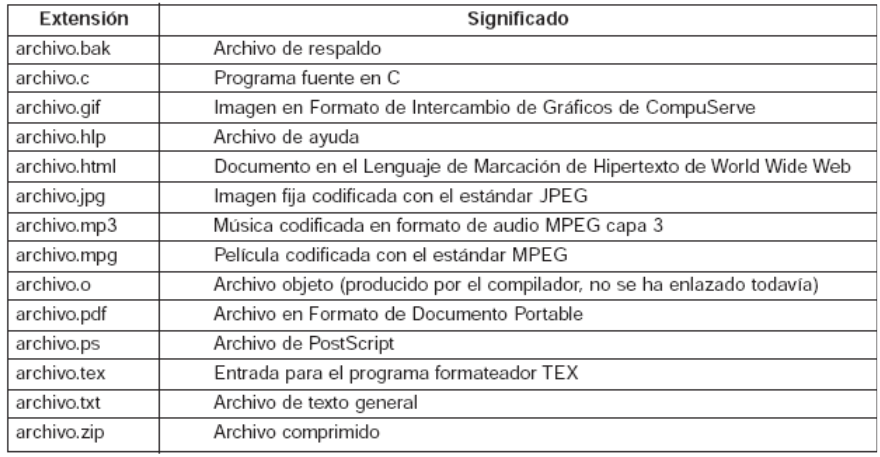 Extensión Significado
archivo.bak Archivo de respaldo
archivo.c Programa fuente en C
archivo.gif Imagen en Formato de Intercambio de Gráficos de CompuServe
archivo.hlp Archivo de ayuda
archivo.html Documento en el Lenguaje de Marcación de Hipertexto de World Wide Web
archivo.jpg Imagen fija codificada con el estándar JPEG
archivo.mp3 Música codificada en formato de audio MPEG capa 3
archivo.mpg Película codificada con el estándar MPEG
archivo.o Archivo objeto (producido por el compilador, no se ha enlazado todavía)
archivo.pdf Archivo en Formato de Documento Portable
archivo.ps Archivo de PostScript
archivo.tex Entrada para el programa formateador TEX
archivo.txt Archivo de texto general
archivo.zip Archivo comprimido